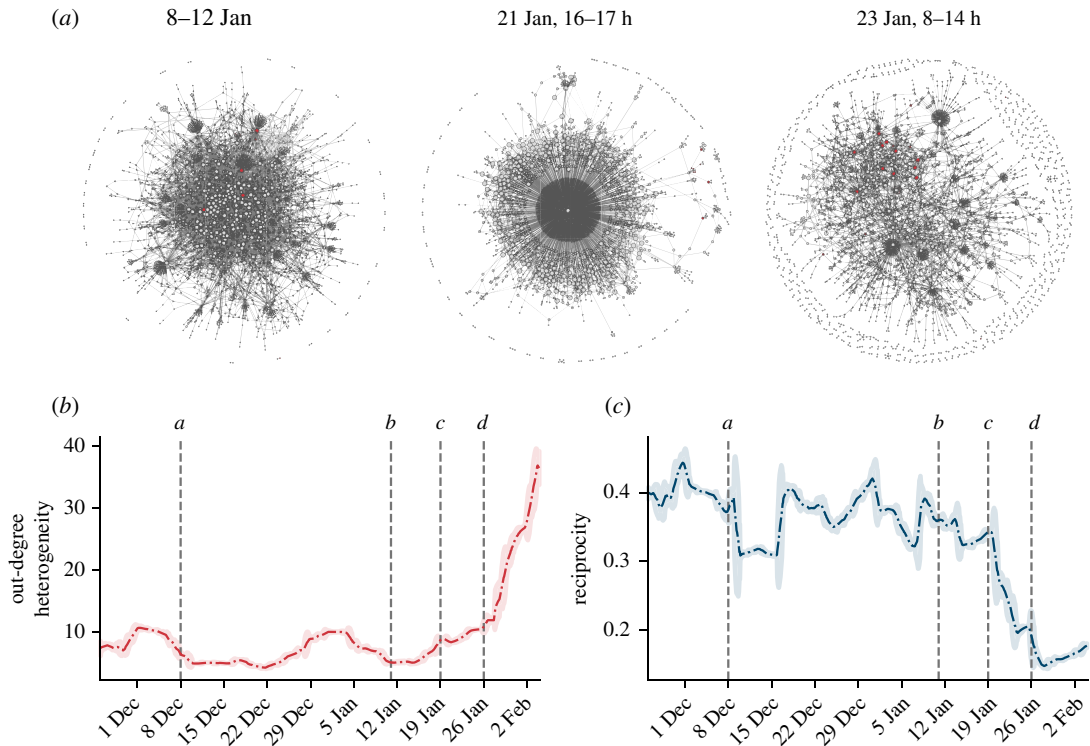 (a)
8–12 Jan
21 Jan, 16–17 h
23 Jan, 8–14 h
(b)
a
b
c
d
40
30
20
10
out-degree
heterogeneity
1 Dec
8 Dec
15 Dec
22 Dec
29 Dec
5 Jan
12 Jan
19 Jan
26 Jan
2 Feb
(c)
a
b
c
d
0.4
0.3
0.2
reciprocity
1 Dec
8 Dec
15 Dec
22 Dec
29 Dec
5 Jan
12 Jan
19 Jan
26 Jan
2 Feb